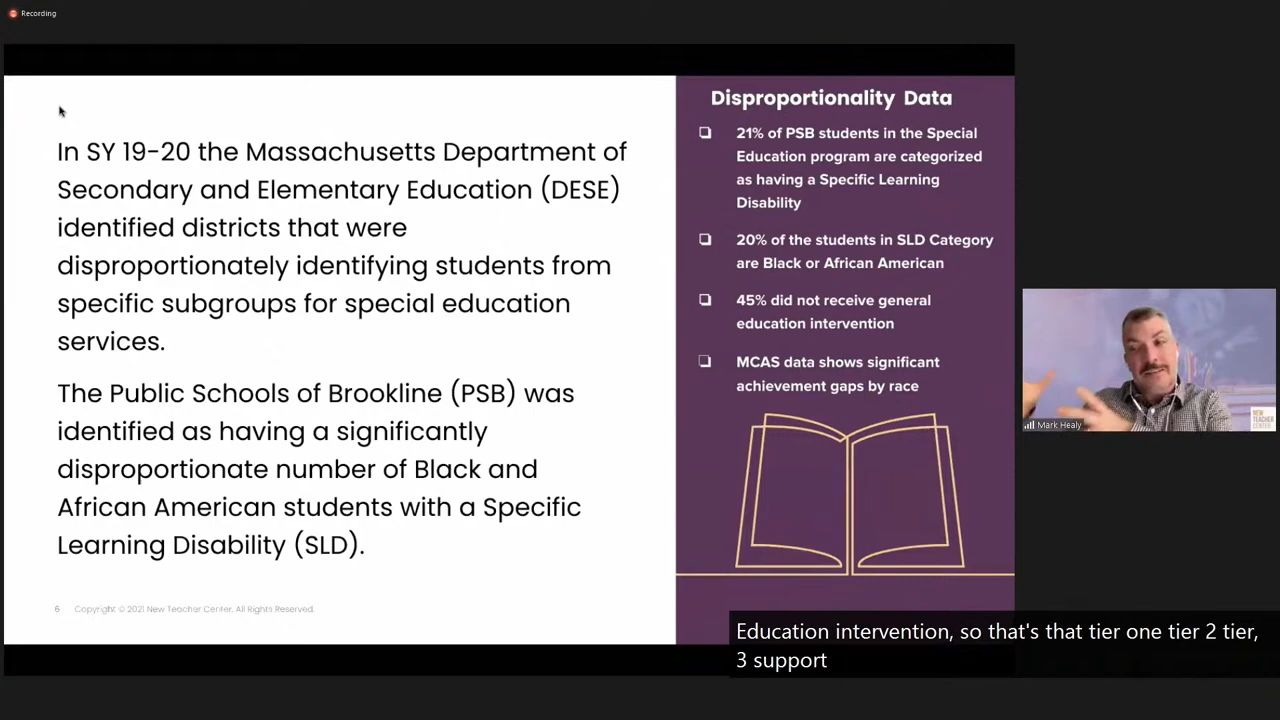 Recording
In SY 19-20 the Massachusetts Department of
Secondary and Elementary Education (DESE)
identified districts that were
disproportionately identifying students from
specific subgroups for special education
services.
The Public Schools of Brookline (PSB) was
identified as having a significantly
disproportionate number of Black and
African American students with a Specific
Learning Disability (SLD).
6 Copyright © 2021 New Teacher Center. All Rights Reserved.
Disproportionality Data
21% of PSB students in the Special
Education program are categorized
as having a Specific Learning
Disability
20% of the students in SLD Category
are Black or African American
45% did not receive general
education intervention
MCAS data shows significant
achievement gaps by race
Mark Healy
NEW
TEACHER
CENTER
Education intervention, so that's that tier one tier 2 tier,
3 support